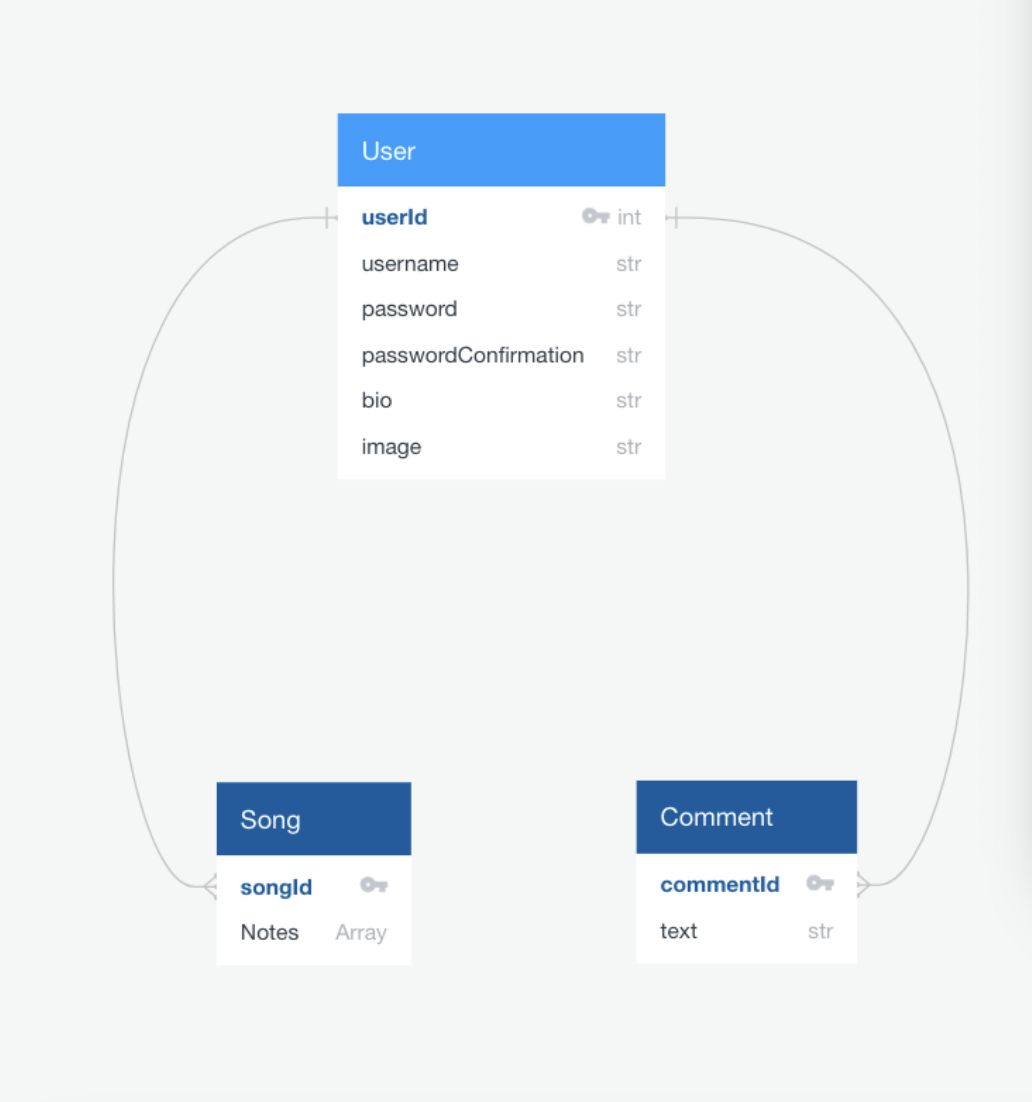 User
userId int
username str
password str
passwordConfirmation str
bio str
image str
Song
songId
Notes Array
Comment
commentId
text str